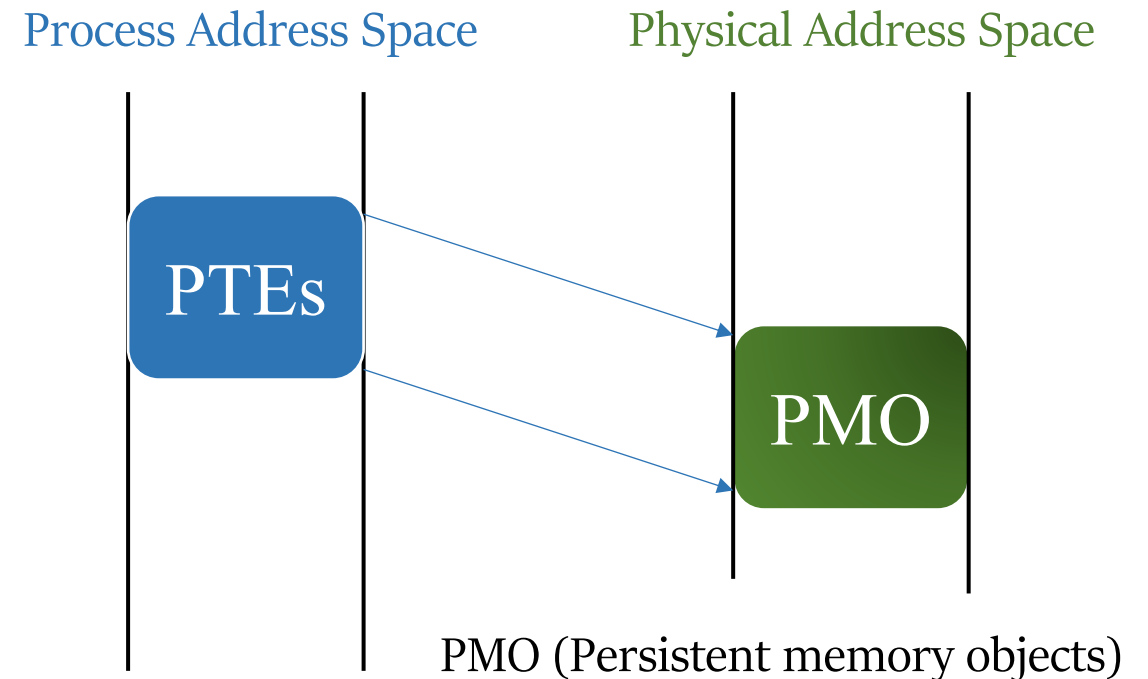 Process Address Space
Physical Address Space
PTEs
PMO
PMO (Persistent memory objects)